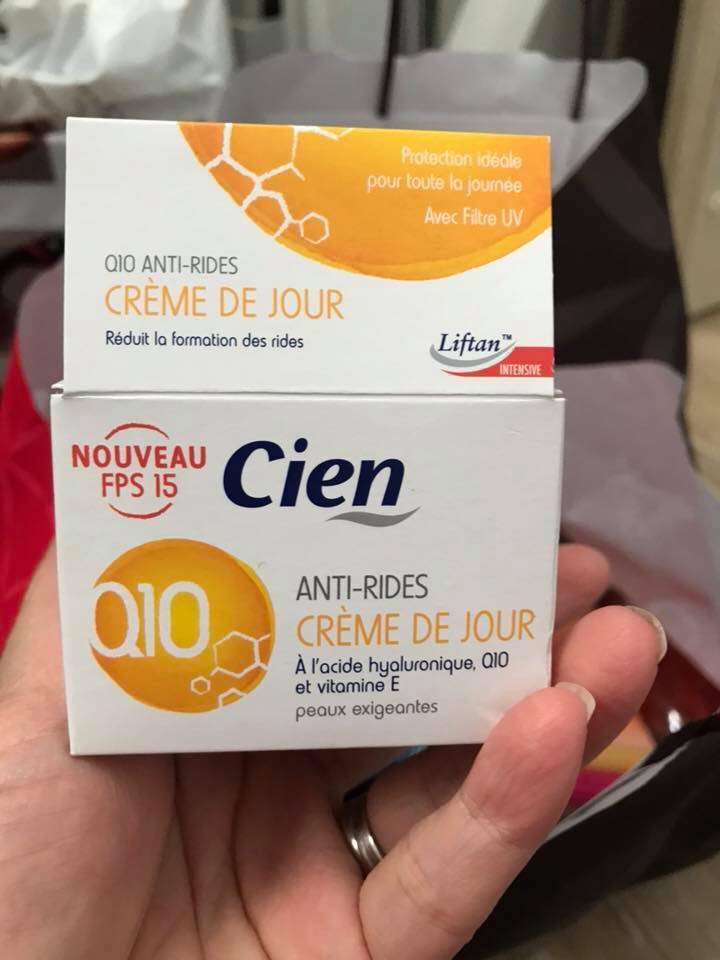 Protection idéale
pour toute la journée
Avec Filtre UV
Q10 ANTI-RIDES
CRÈME DE JOUR
Réduit la formation des rides
Liftan™
INTENSIVE
NOUVEAU
FPS 15
Cien
Q10
ANTI-RIDES
CRÈME DE JOUR
À l'acide hyaluronique, Q10
et vitamine E
peaux exigeantes